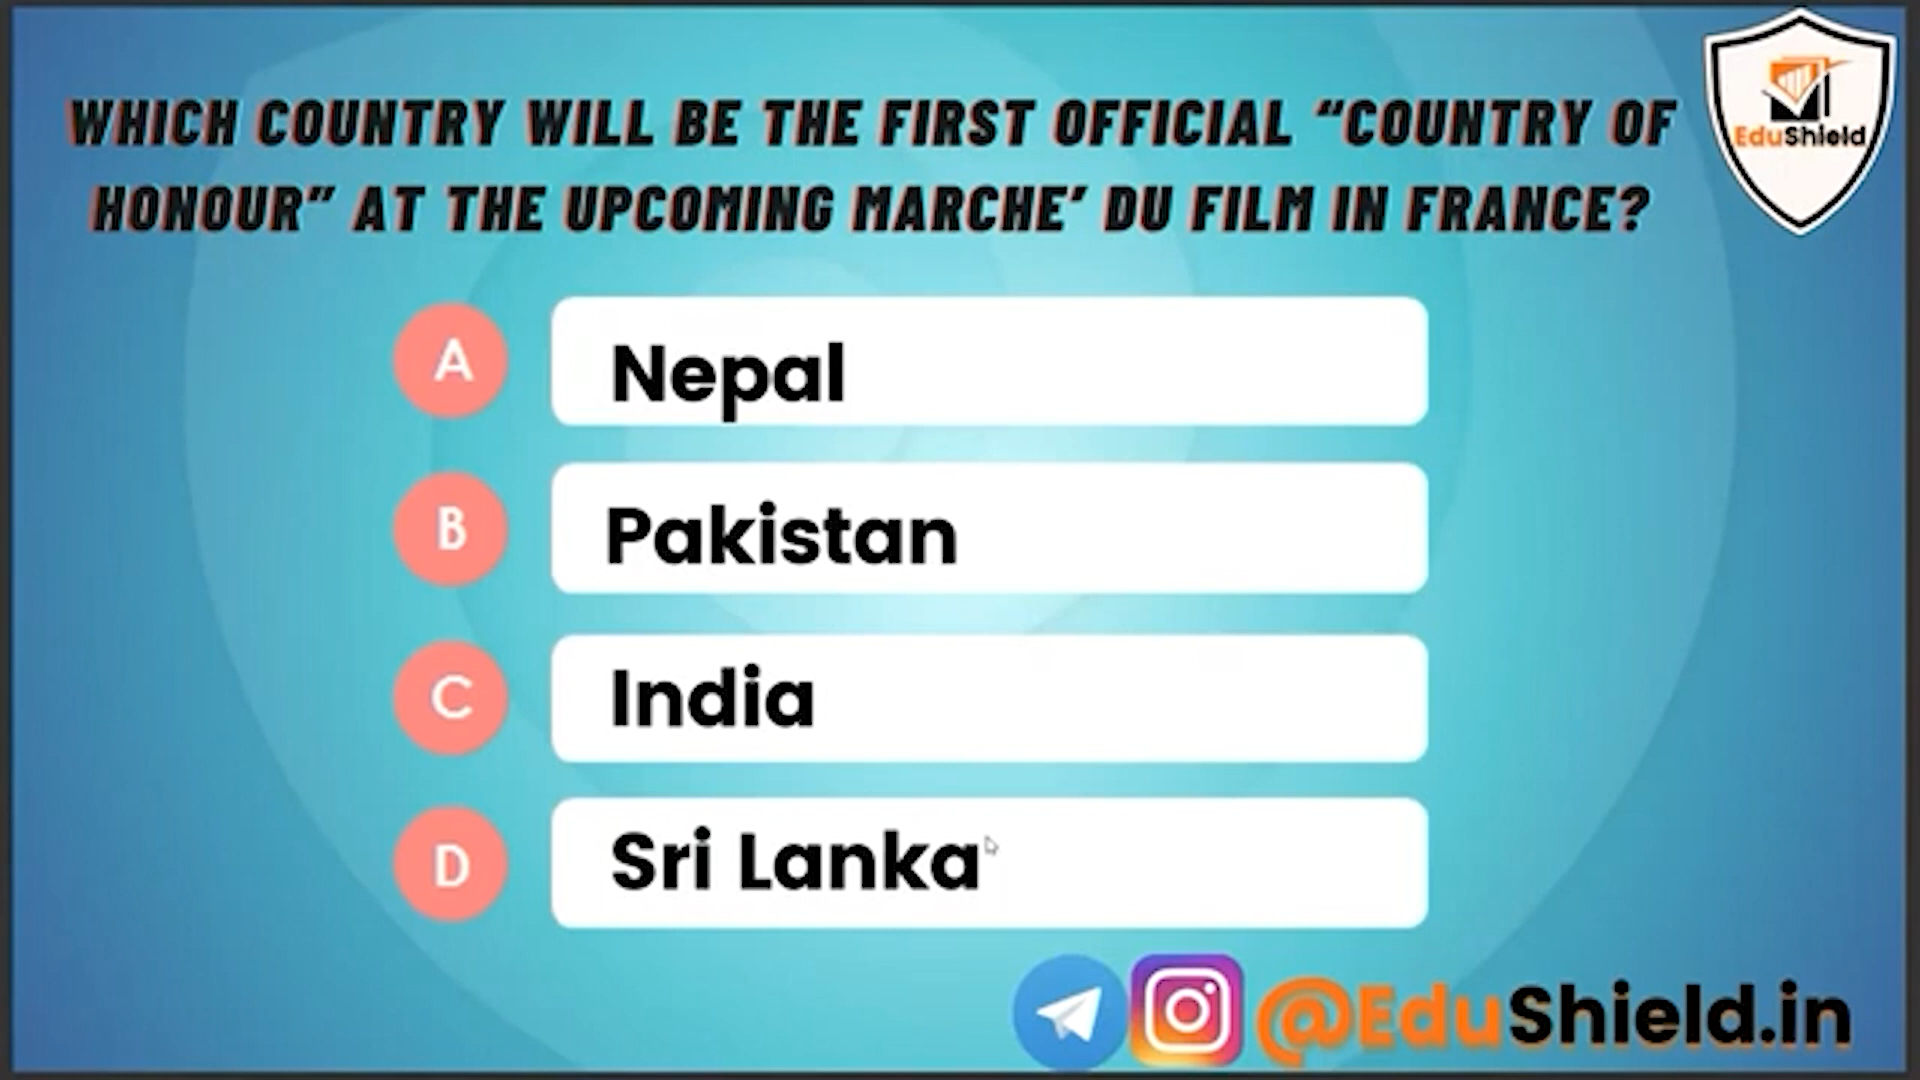 WHICH COUNTRY WILL BE THE FIRST OFFICIAL “COUNTRY OF
HONOUR” AT THE UPCOMING MARCHE’ DU FILM IN FRANCE?
EduShield
A Nepal
B Pakistan
C India
D Sri Lanka
@EduShield.in